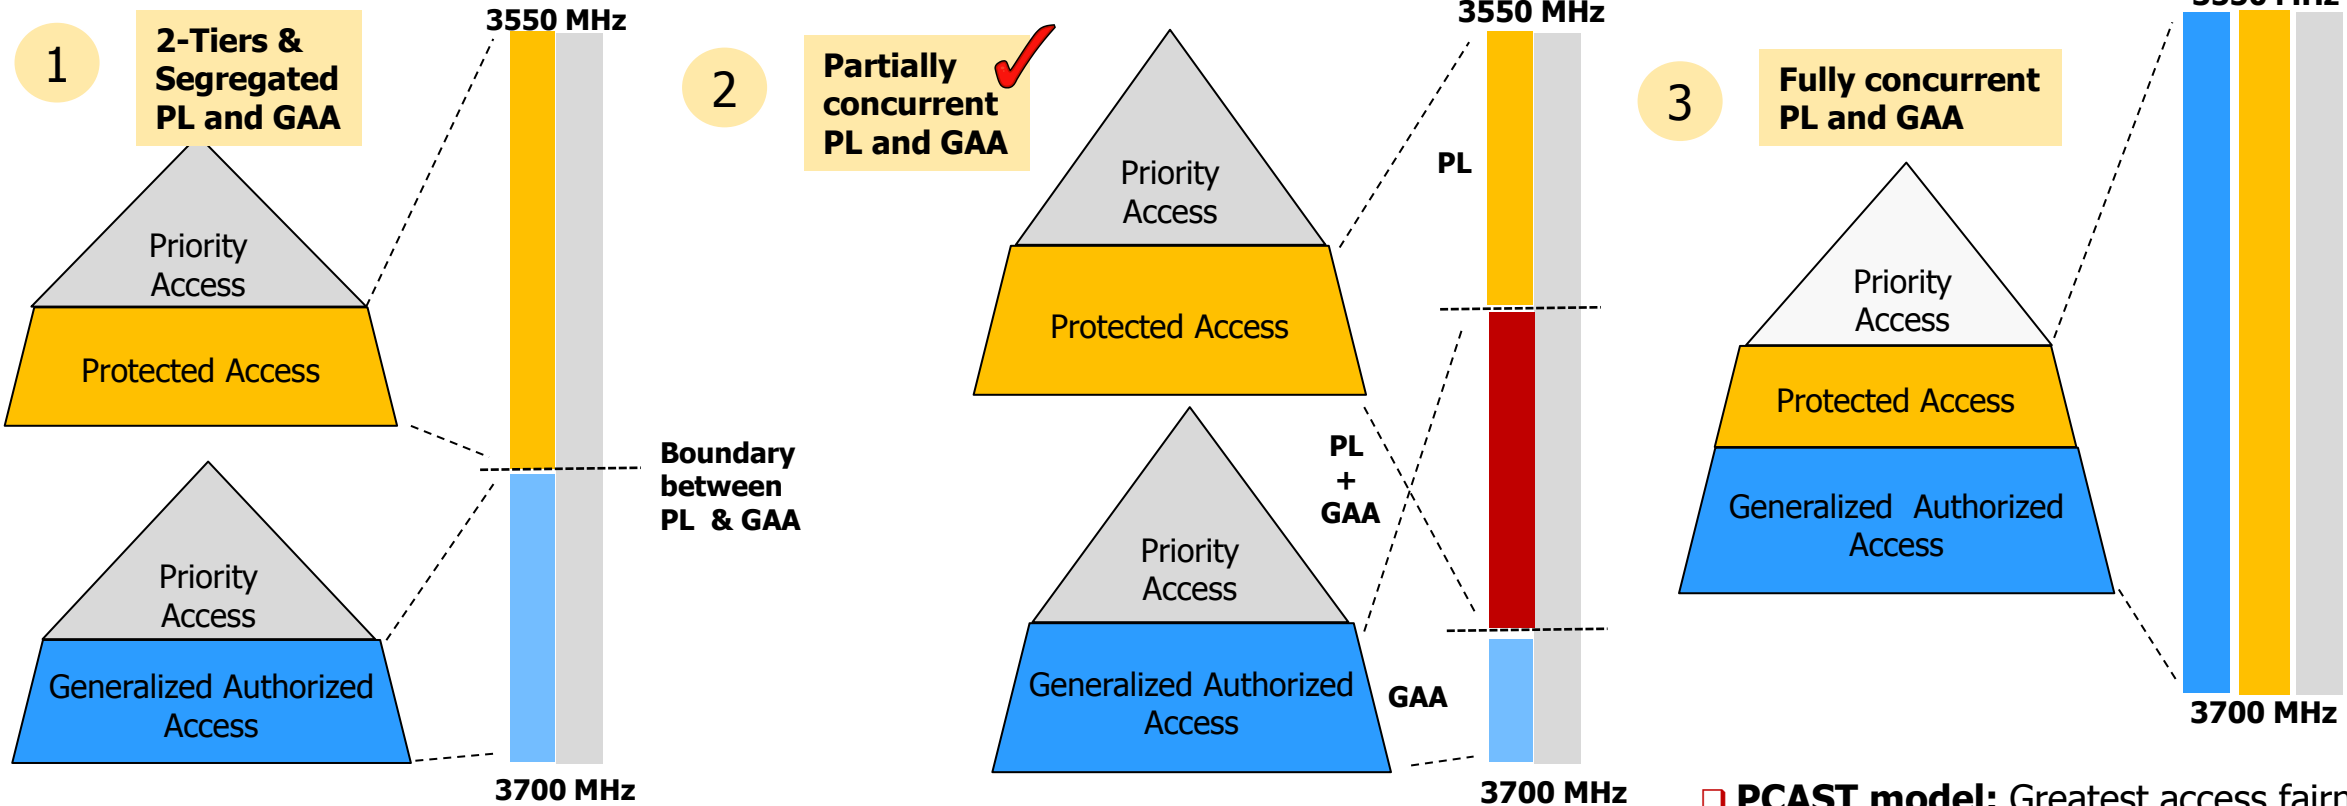 1
2-Tiers &
Segregated
PL and GAA
3550 MHz
Priority
Access
Protected Access
Boundary
between
PL & GAA
Priority
Access
Generalized Authorized
Access
3700 MHz
2
Partially
concurrent
PL and GAA
3550 MHz
Priority
Access
PL
Protected Access
PL
+
GAA
Priority
Access
Generalized Authorized
Access
GAA
3700 MHz
3
Fully concurrent
PL and GAA
3550 MHz
Priority
Access
Protected Access
Generalized Authorized
Access
3700 MHz
PCAST model: Greatest access